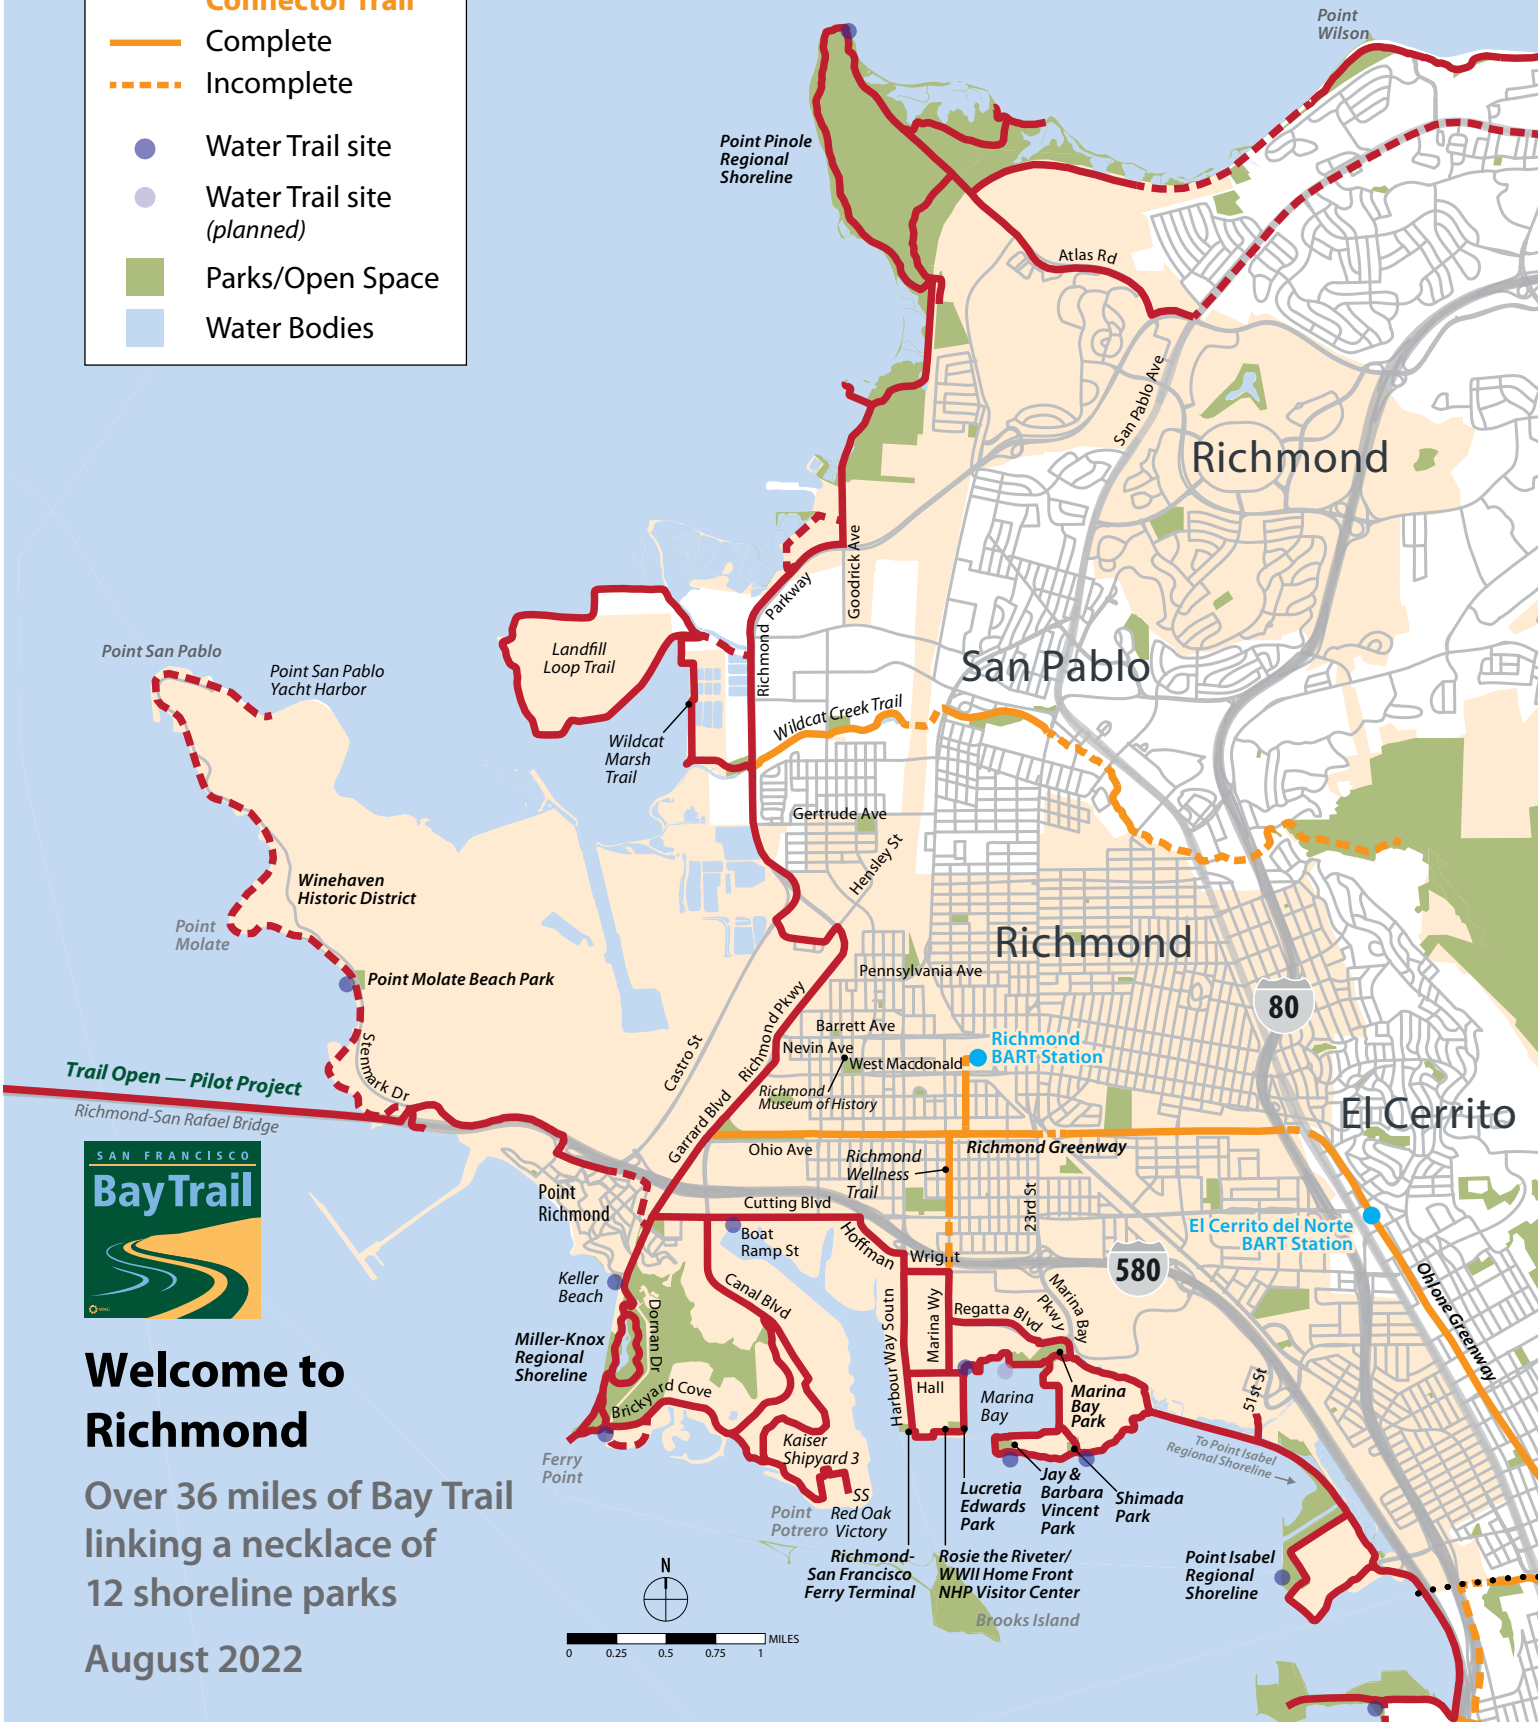 Connector Trail
Complete
Incomplete
Water Trail site
Water Trail site
(planned)
Parks/Open Space
Water Bodies
Point
Wilson
Point Pinole
Regional
Shoreline
Atlas Rd
San Pablo Ave
Richmond
Goodrick Ave
Richmond Parkway
Landfill
Loop Trail
San Pablo
Point San Pablo
Point San Pablo
Yacht Harbor
Wildcat Creek Trail
Wildcat
Marsh
Trail
Gertrude Ave
Hensley St
Winehaven
Historic District
Point
Molate
Richmond
Pennsylvania Ave
Point Molate Beach Park
80
Richmond Pkwy
Barrett Ave
Nevin Ave
West Macdonald
Richmond
BART Station
Castro St
Stenmark Dr
Richmond
Museum of History
Trail Open — Pilot Project
Richmond-San Rafael Bridge
Garrard Blvd
El Cerrito
Ohio Ave
Richmond Greenway
Richmond
Wellness
Trail
SAN FRANCISCO
Bay Trail
ABAG
Point
Richmond
Cutting Blvd
23rd St
El Cerrito del Norte
BART Station
Boat
Ramp St
Hoffman
Wright
580
Ohlone Greenway
Keller
Beach
Canal Blvd
Dornan Dr
Harbour Way South
Marina Wy
Regatta Blvd
Marina Bay
Pkwy
Miller-Knox
Regional
Shoreline
Brickyard Cove
Hall
Marina
Bay
Marina
Bay
Park
51st St
Welcome to
Richmond
Ferry
Point
Kaiser
Shipyard 3
To Point Isabel
Regional Shoreline
Over 36 miles of Bay Trail
linking a necklace of
12 shoreline parks
August 2022
Point
Potrero
SS
Red Oak
Victory
Lucretia
Edwards
Park
Jay &
Barbara
Vincent
Park
Shimada
Park
Richmond-
San Francisco
Ferry Terminal
Rosie the Riveter/
WWII Home Front
NHP Visitor Center
Point Isabel
Regional
Shoreline
Brooks Island
N
MILES
0 0.25 0.5 0.75 1